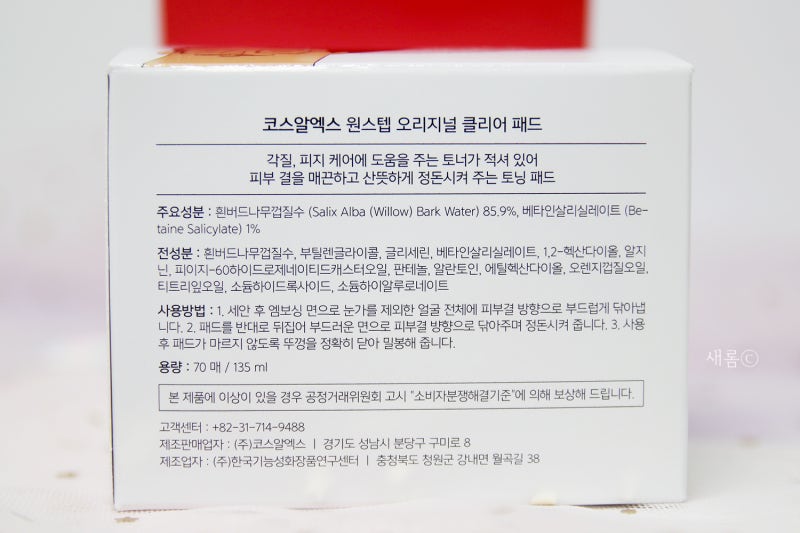 코스알엑스 원스텝 오리지널 클리어 패드
각질, 피지 케어에 도움을 주는 토너가 적셔 있어
피부 결을 매끈하고 산뜻하게 정돈시켜 주는 토닝 패드
주요성분 : 흰버드나무껍질수 (Salix Alba (Willow) Bark Water) 85.9%, 베타인살리실레이트 (Be-
taine Salicylate) 1%
전성분 : 흰버드나무껍질수, 부틸렌글라이콜, 글리세린, 베타인살리실레이트, 1,2-헥산다이올, 알지
닌, 피이지-60하이드로제네이티드캐스터오일, 판테놀, 알란토인, 에틸헥산다이올, 오렌지껍질오일,
티트리잎오일, 소듐하이드록사이드, 소듐하이알루로네이트
사용방법 : 1. 세안 후 엠보싱 면으로 눈가를 제외한 얼굴 전체에 피부결 방향으로 부드럽게 닦아냅
니다. 2. 패드를 반대로 뒤집어 부드러운 면으로 피부결 방향으로 닦아주며 정돈시켜 줍니다. 3. 사용
후 패드가 마르지 않도록 뚜껑을 정확히 닫아 밀봉해 줍니다.
용량 : 70 매 / 135 ml
본 제품에 이상이 있을 경우 공정거래위원회 고시 "소비자분쟁해결기준"에 의해 보상해 드립니다.
고객센터 : +82-31-714-9488
제조판매업자 : (주)코스알엑스 | 경기도 성남시 분당구 구미로 8
제조업자 : (주)한국기능성화장품연구센터 | 충청북도 청원군 강내면 월곡길 38
새롬ⓒ